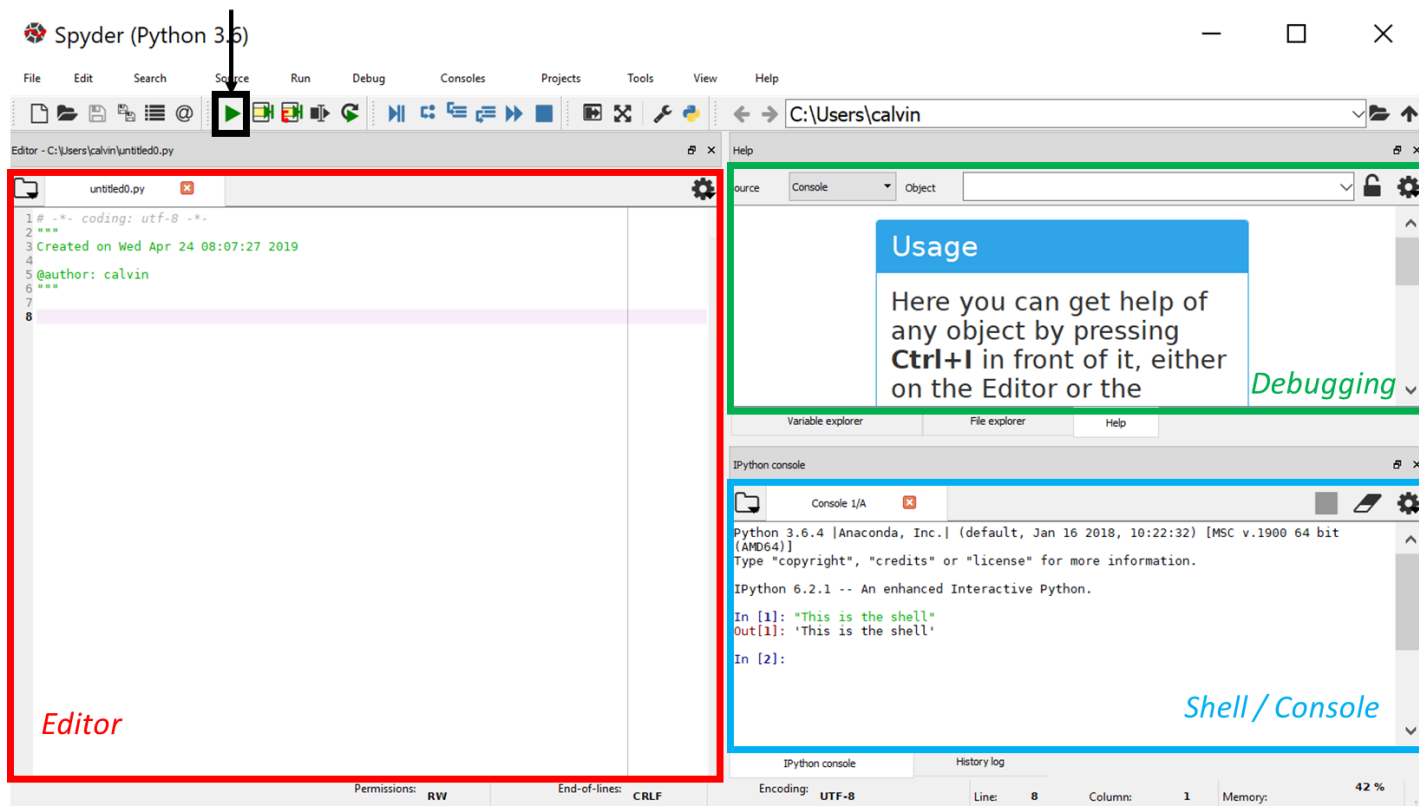 Spyder (Python 3.6)
File Edit Search Source Run Debug Consoles Projects Tools View Help
C:\Users\calvin
Editor - C:\Users\calvin\untitled0.py
untitled0.py
1 # -*- coding: utf-8 -*-
2 """
3 Created on Wed Apr 24 08:07:27 2019
4
5 @author: calvin
6 """
7
8
Editor
Help
ource Console Object
Usage
Here you can get help of
any object by pressing
Ctrl+I in front of it, either
on the Editor or the
Debugging
Variable explorer File explorer Help
IPython console
Console 1/A
Python 3.6.4 |Anaconda, Inc.| (default, Jan 16 2018, 10:22:32) [MSC v.1900 64 bit
(AMD64)]
Type "copyright", "credits" or "license" for more information.
IPython 6.2.1 -- An enhanced Interactive Python.
In [1]: "This is the shell"
Out[1]: 'This is the shell'
In [2]:
Shell / Console
IPython console History log
Permissions: RW End-of-lines: CRLF Encoding: UTF-8 Line: 8 Column: 1 Memory: 42 %